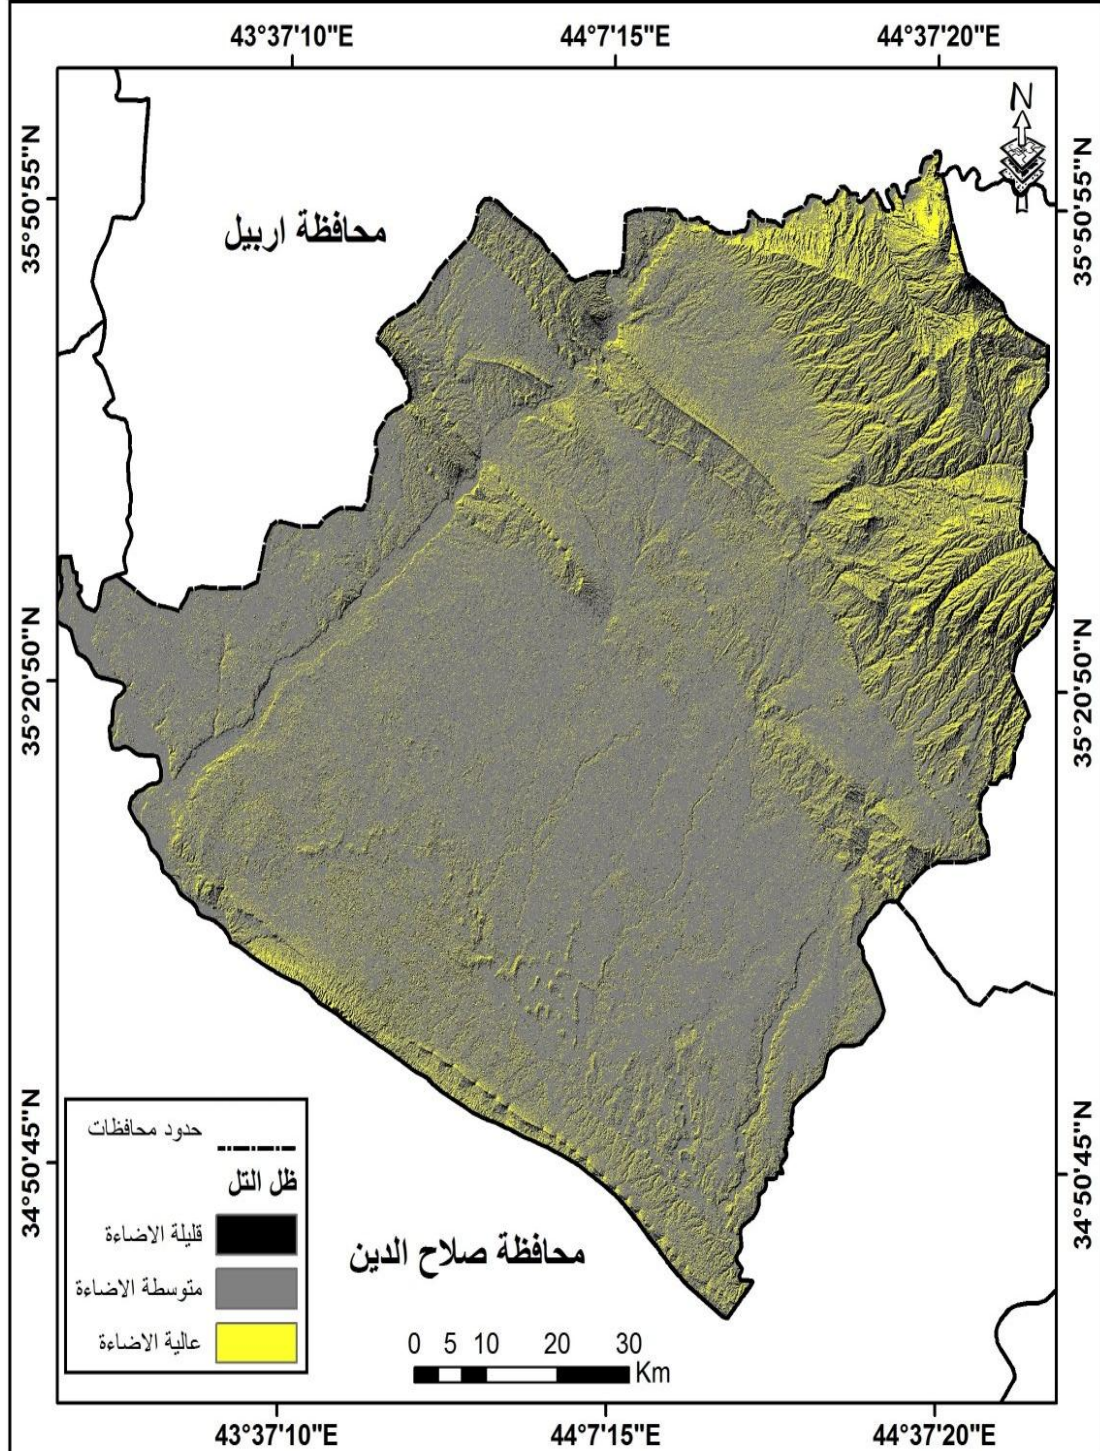 43°37'10"E 44°7'15"E 44°37'20"E
N
35°50'55"N
35°50'55"N
محافظة اربيل
35°20'50"N
35°20'50"N
34°50'45"N
34°50'45"N
حدود محافظات
ظل التل
قليلة الاضاءة
متوسطة الاضاءة
عالية الاضاءة
محافظة صلاح الدين
0 5 10 20 30
Km
43°37'10"E 44°7'15"E 44°37'20"E